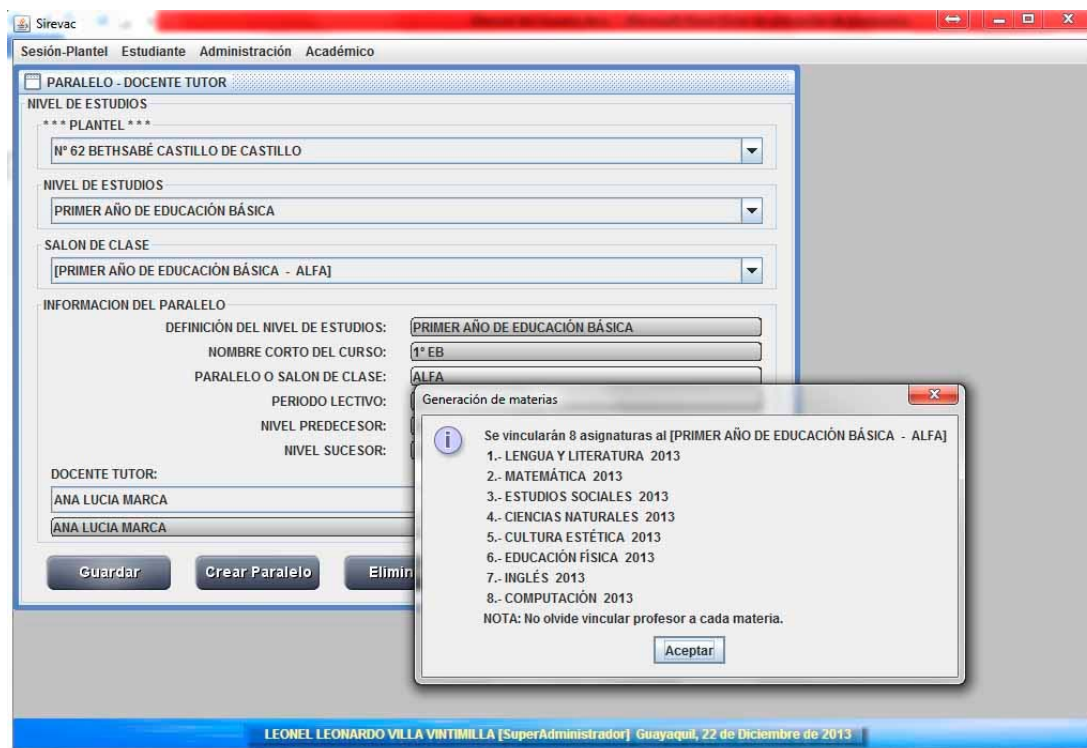 Sirevac
Sesión-Plantel Estudiante Administración Académico
PARALELO - DOCENTE TUTOR
NIVEL DE ESTUDIOS
* * * PLANTEL * * *
Nº 62 BETHSABÉ CASTILLO DE CASTILLO
NIVEL DE ESTUDIOS
PRIMER AÑO DE EDUCACIÓN BÁSICA
SALON DE CLASE
[PRIMER AÑO DE EDUCACIÓN BÁSICA - ALFA]
INFORMACION DEL PARALELO
DEFINICIÓN DEL NIVEL DE ESTUDIOS: PRIMER AÑO DE EDUCACIÓN BÁSICA
NOMBRE CORTO DEL CURSO: 1º EB
PARALELO O SALON DE CLASE: ALFA
PERIODO LECTIVO:
NIVEL PREDECESOR:
NIVEL SUCESOR:
DOCENTE TUTOR:
ANA LUCIA MARCA
ANA LUCIA MARCA
Guardar Crear Paralelo Elimin
Generación de materias
Se vincularán 8 asignaturas al [PRIMER AÑO DE EDUCACIÓN BÁSICA - ALFA]
1.- LENGUA Y LITERATURA 2013
2.- MATEMÁTICA 2013
3.- ESTUDIOS SOCIALES 2013
4.- CIENCIAS NATURALES 2013
5.- CULTURA ESTÉTICA 2013
6.- EDUCACIÓN FÍSICA 2013
7.- INGLÉS 2013
8.- COMPUTACIÓN 2013
NOTA: No olvide vincular profesor a cada materia.
Aceptar
LEONEL LEONARDO VILLA VINTIMILLA [SuperAdministrador] Guayaquil, 22 de Diciembre de 2013